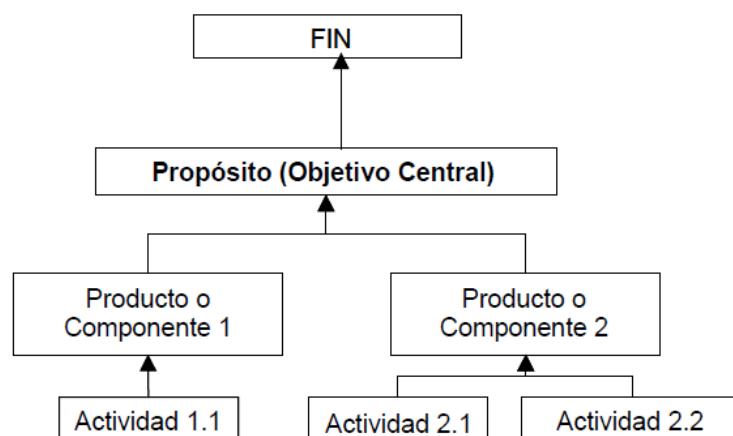 FIN
Propósito (Objetivo Central)
Producto o
Componente 1
Producto o
Componente 2
Actividad 1.1
Actividad 2.1
Actividad 2.2